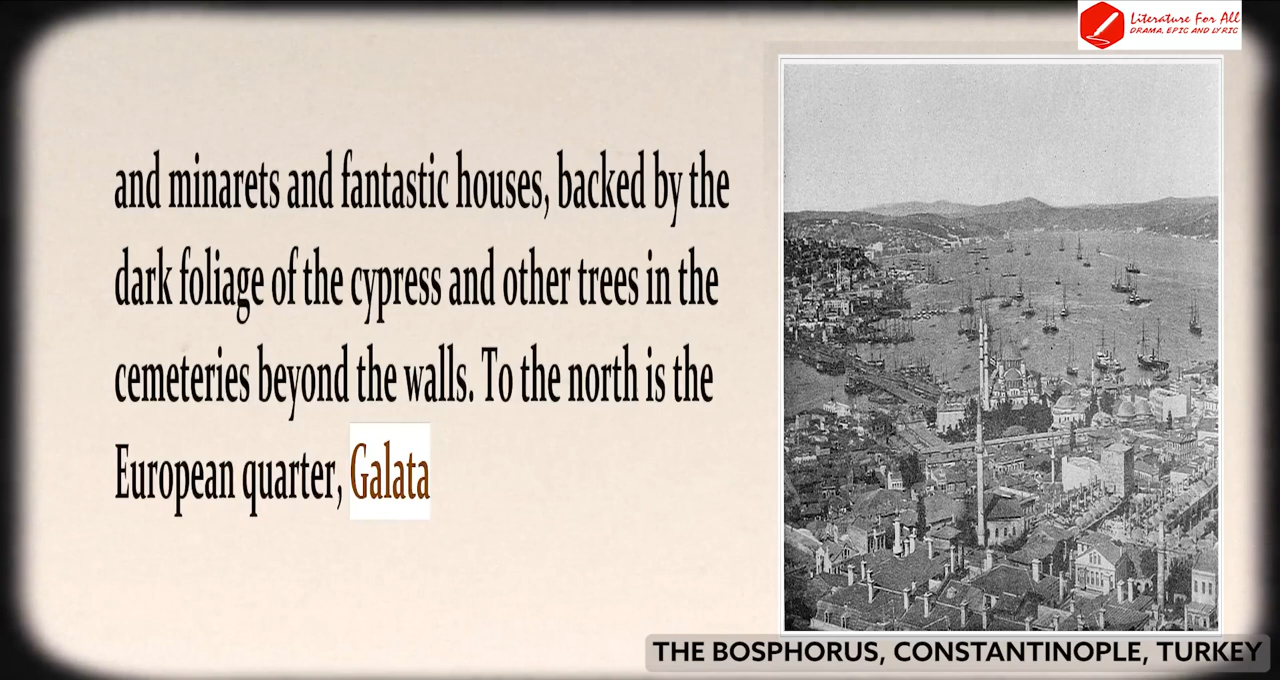 Literature For All
DRAMA, EPIC AND LYRIC
and minarets and fantastic houses, backed by the
dark foliage of the cypress and other trees in the
cemeteries beyond the walls. To the north is the
European quarter, Galata
THE BOSPHORUS, CONSTANTINOPLE, TURKEY